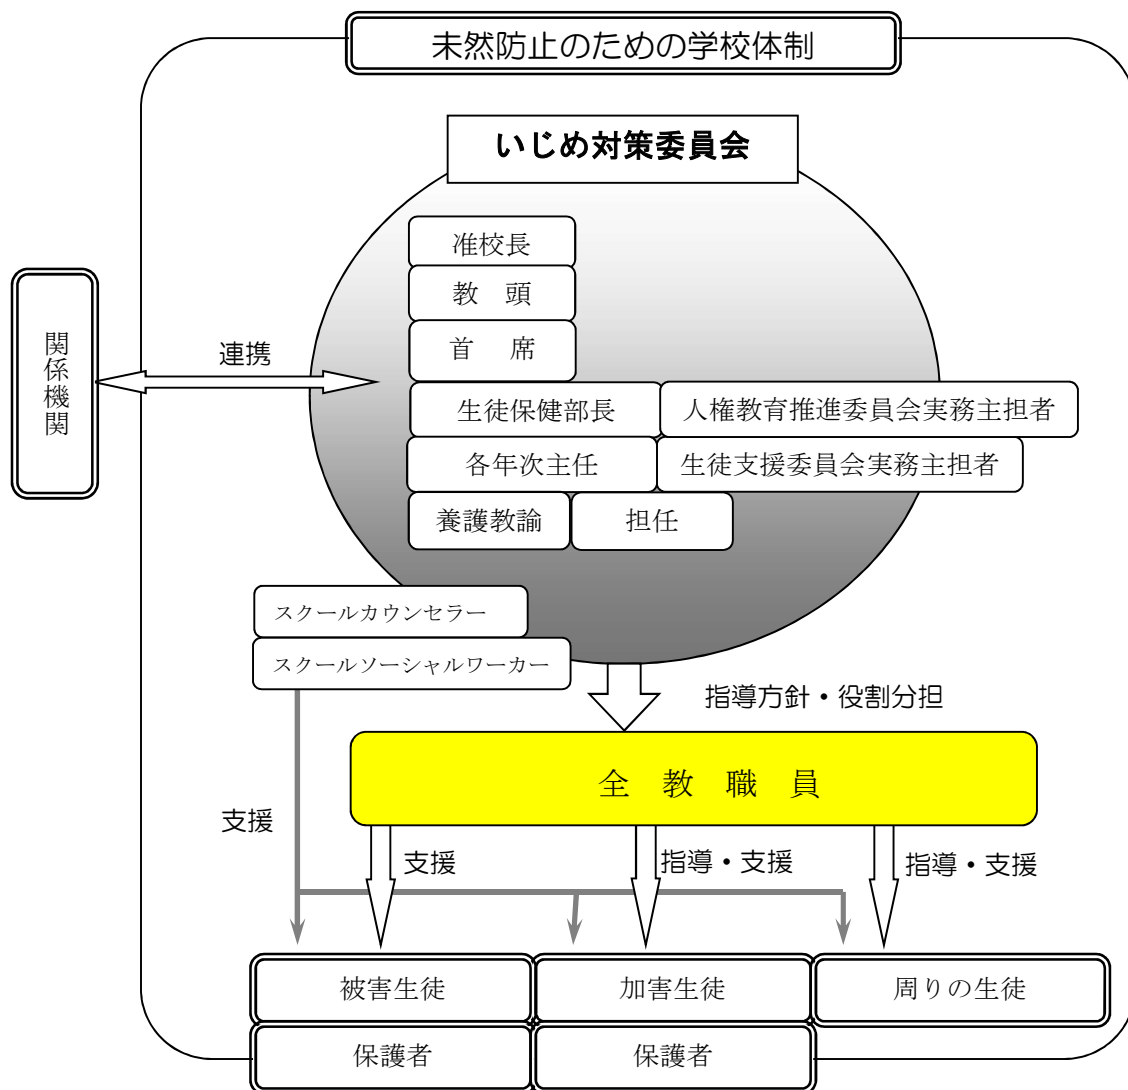 未然防止のための学校体制
いじめ対策委員会
准校長
教　頭
首　席
生徒保健部長
人権教育推進委員会実務主担者
各年次主任
生徒支援委員会実務主担者
養護教諭
担任
関係機関
連携
スクールカウンセラー
スクールソーシャルワーカー
指導方針・役割分担
全　教　職　員
支援
支援
指導・支援
指導・支援
被害生徒
加害生徒
周りの生徒
保護者
保護者